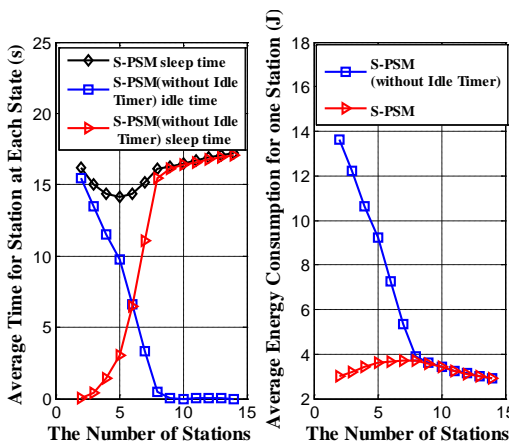 Average Time for Station at Each State (s)
25
20
15
10
5
0
0
5
10
15
The Number of Stations
S-PSM sleep time
S-PSM(without Idle
Timer) idle time
S-PSM(without Idle
Timer) sleep time
Average Energy Consumption for one Station (J)
18
16
14
12
10
8
6
4
2
0
5
10
15
The Number of Stations
S-PSM
(without Idle Timer)
S-PSM